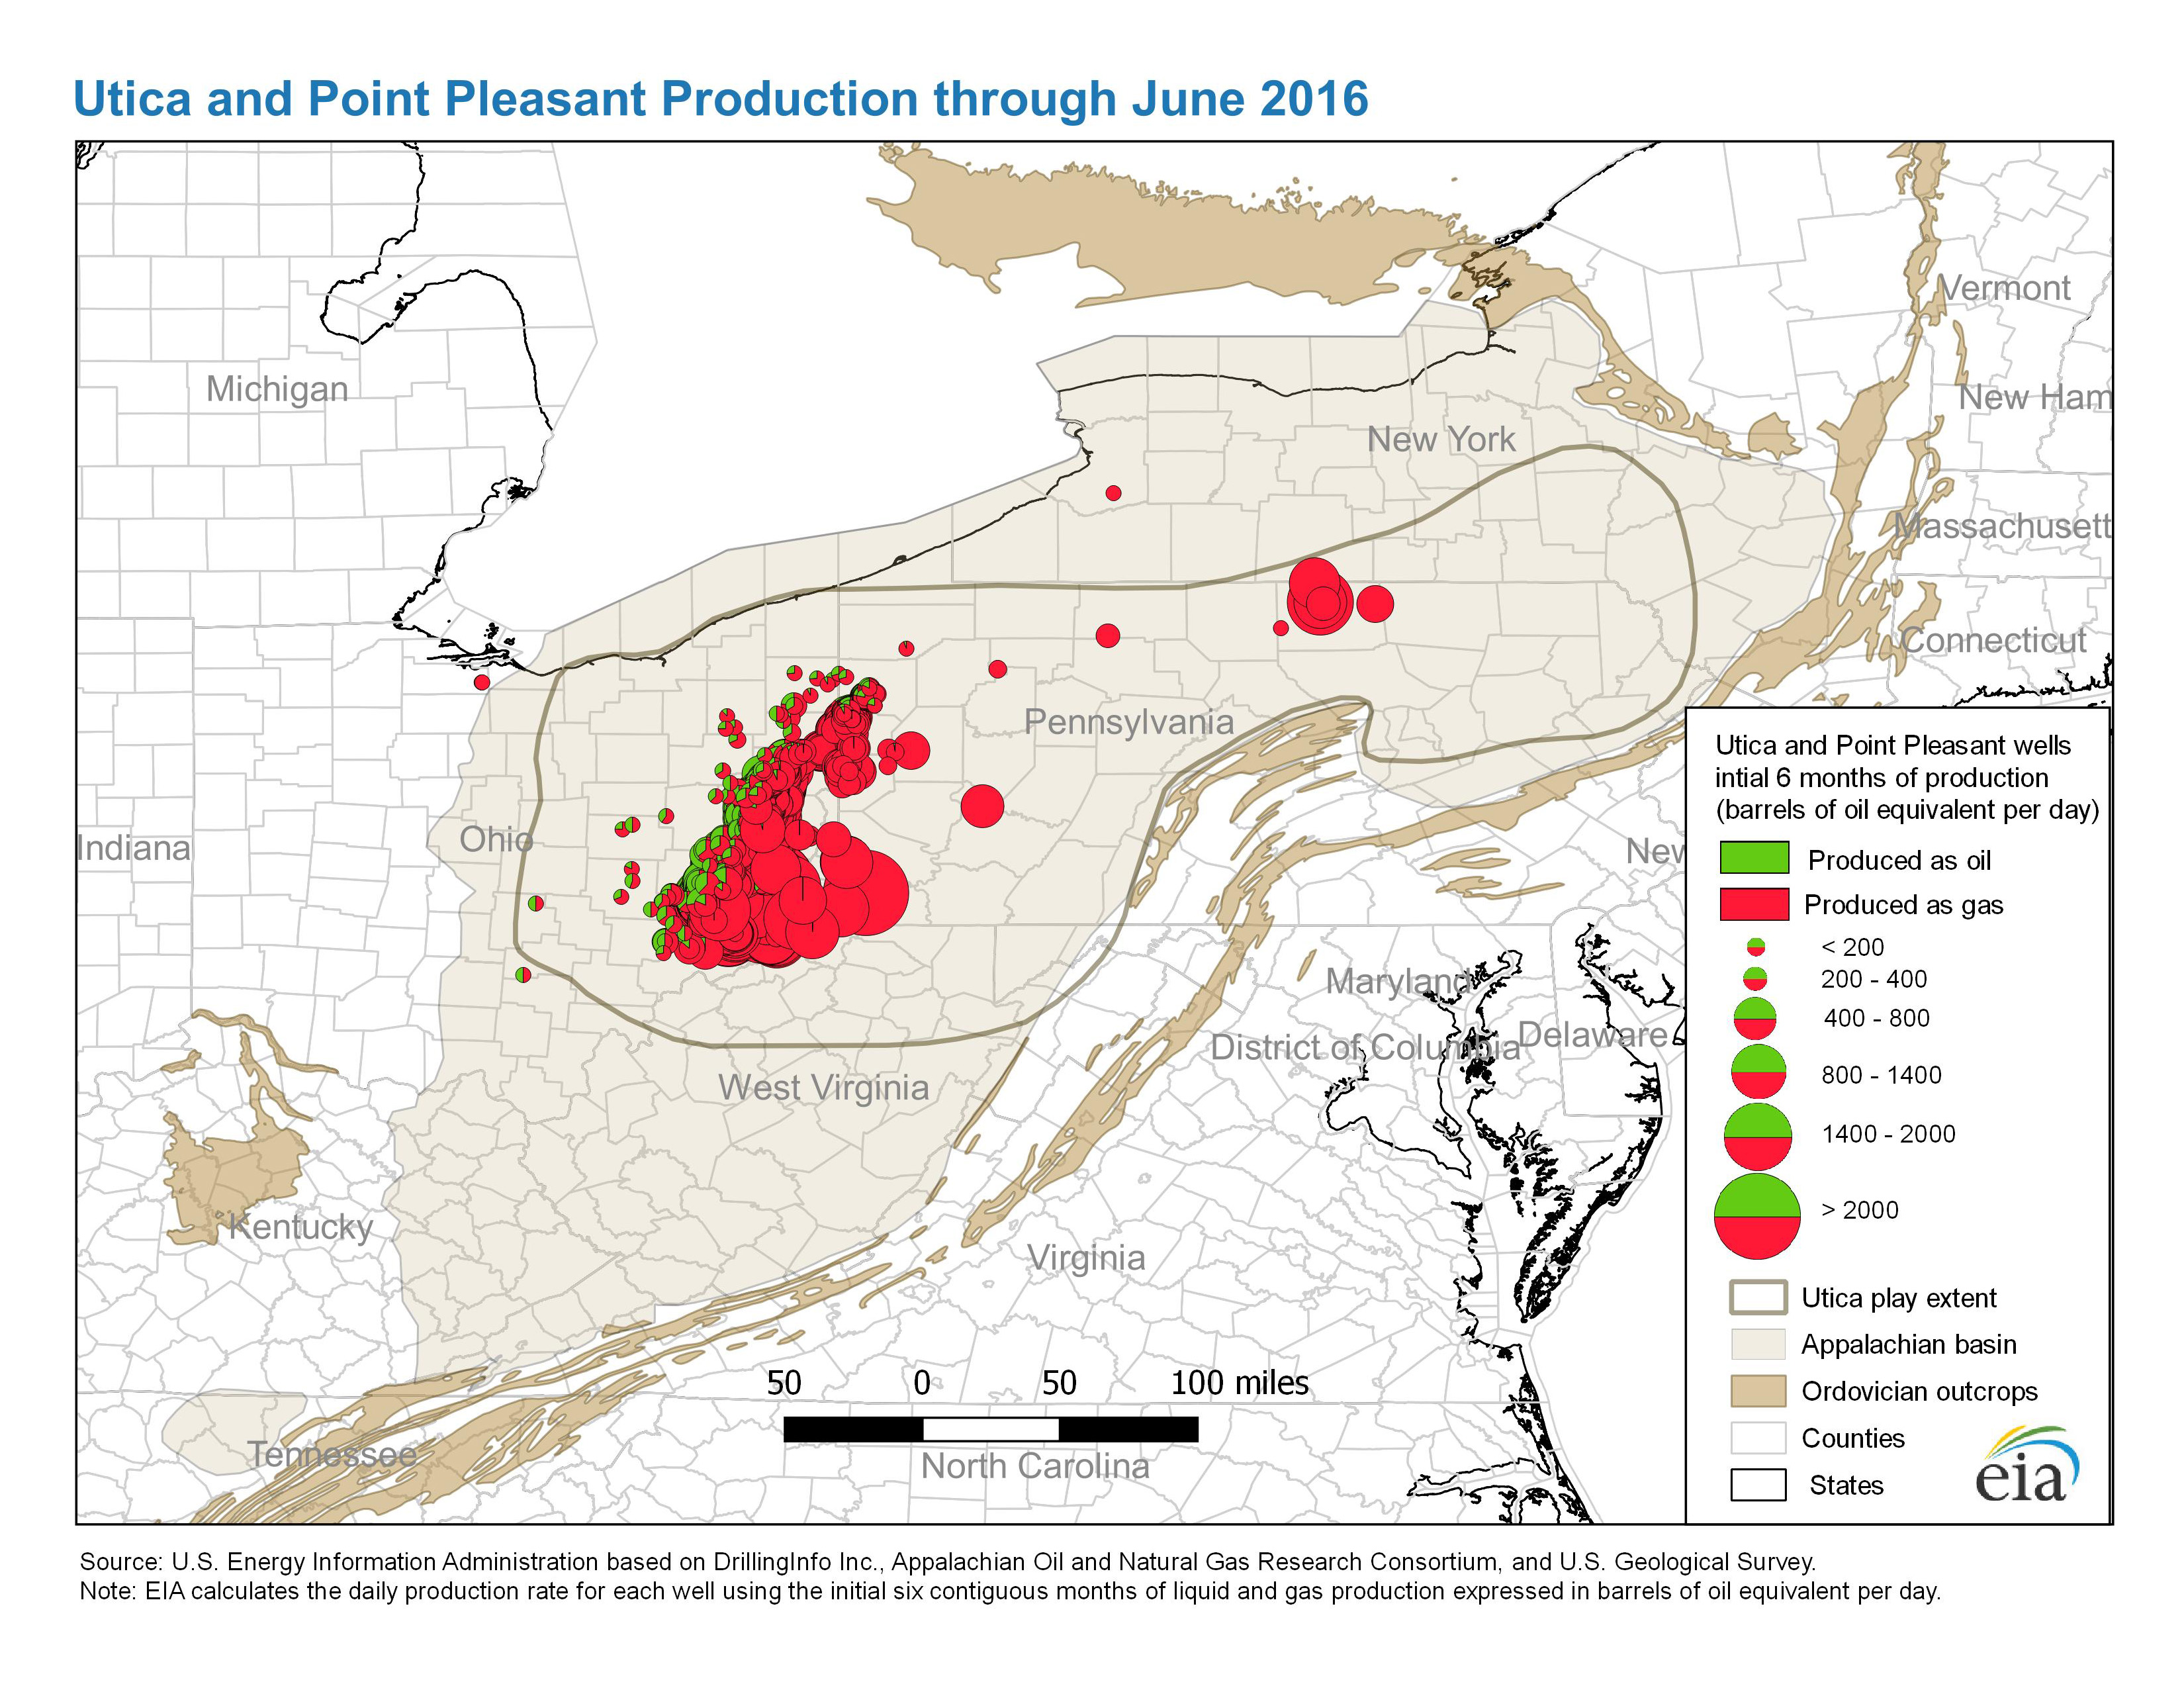 Utica and Point Pleasant Production through June 2016
Vermont
Michigan
New Ham
New York
Massachusett
Connecticut
Pennsylvania
Indiana
Ohio
New
Maryland
District of Columbia
Delaware
West Virginia
Kentucky
Virginia
Tennessee
North Carolina
50 0 50 100 miles
Utica and Point Pleasant wells
intial 6 months of production
(barrels of oil equivalent per day)
Produced as oil
Produced as gas
< 200
200 - 400
400 - 800
800 - 1400
1400 - 2000
> 2000
Utica play extent
Appalachian basin
Ordovician outcrops
Counties
States
eia
Source: U.S. Energy Information Administration based on DrillingInfo Inc., Appalachian Oil and Natural Gas Research Consortium, and U.S. Geological Survey.
Note: EIA calculates the daily production rate for each well using the initial six contiguous months of liquid and gas production expressed in barrels of oil equivalent per day.